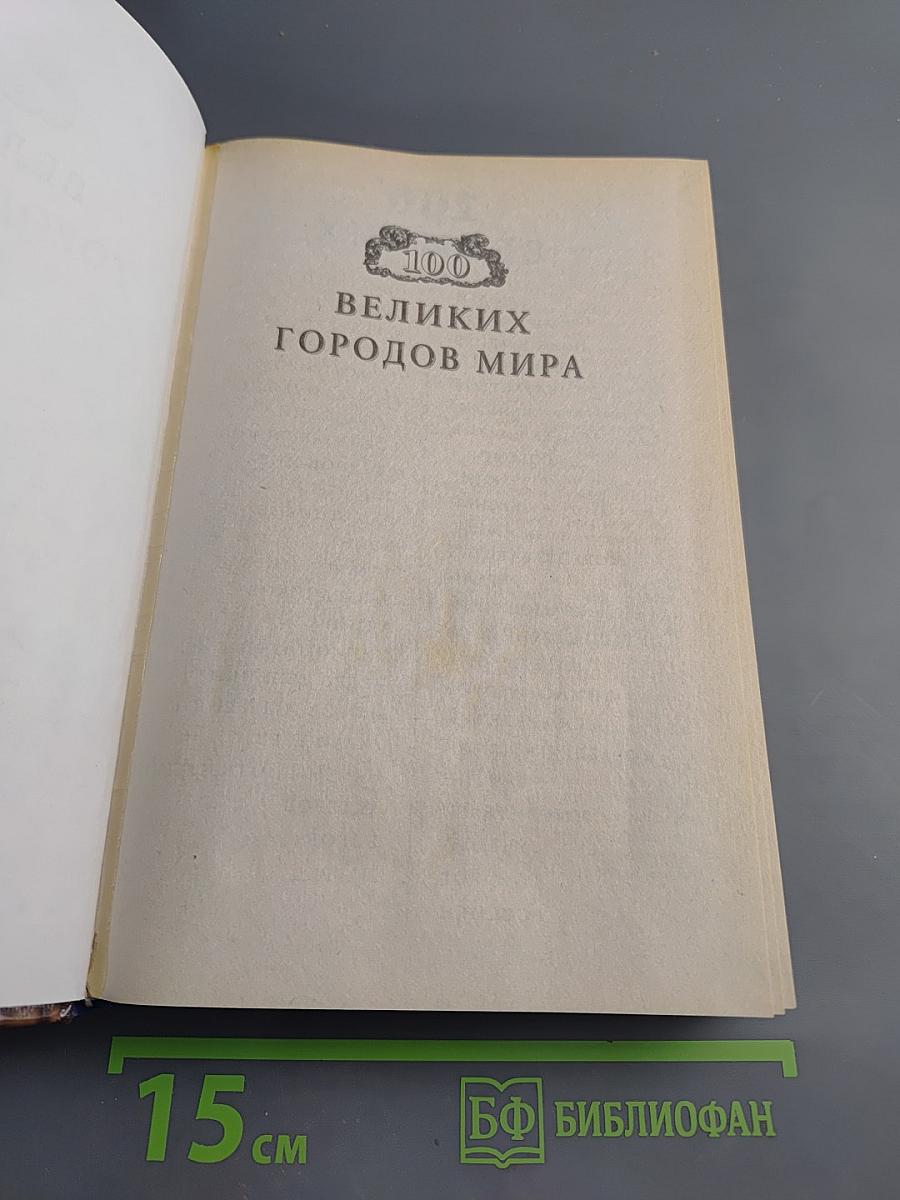 100
ВЕЛИКИХ
ГОРОДОВ МИРА
15 см
БФ БИБЛИОФАН